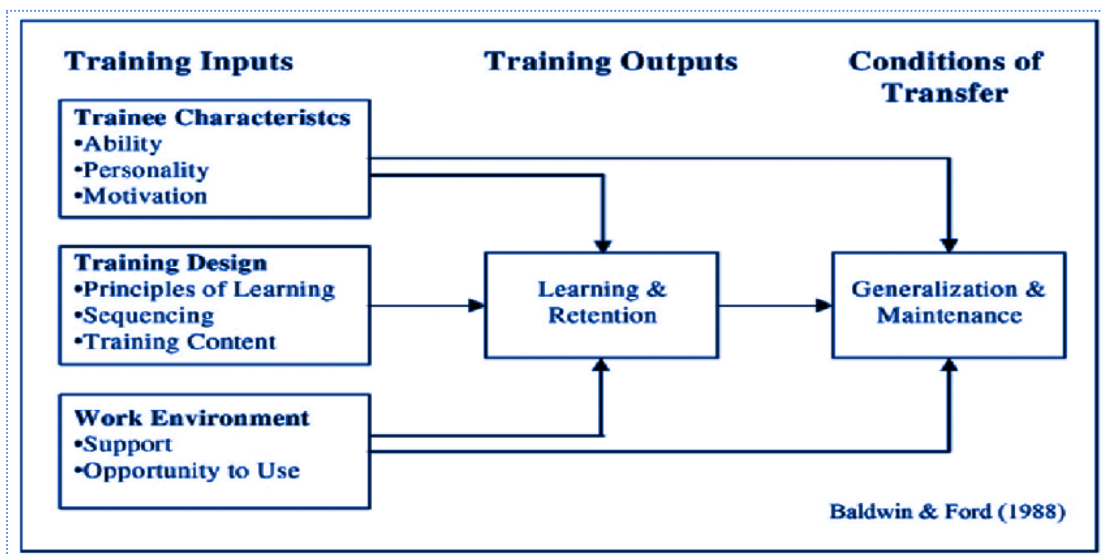 Training Inputs
Training Outputs
Conditions of
Transfer
Trainee Characteristcs
•Ability
•Personality
•Motivation
Training Design
•Principles of Learning
•Sequencing
•Training Content
Work Environment
•Support
•Opportunity to Use
Learning &
Retention
Generalization &
Maintenance
Baldwin & Ford (1988)